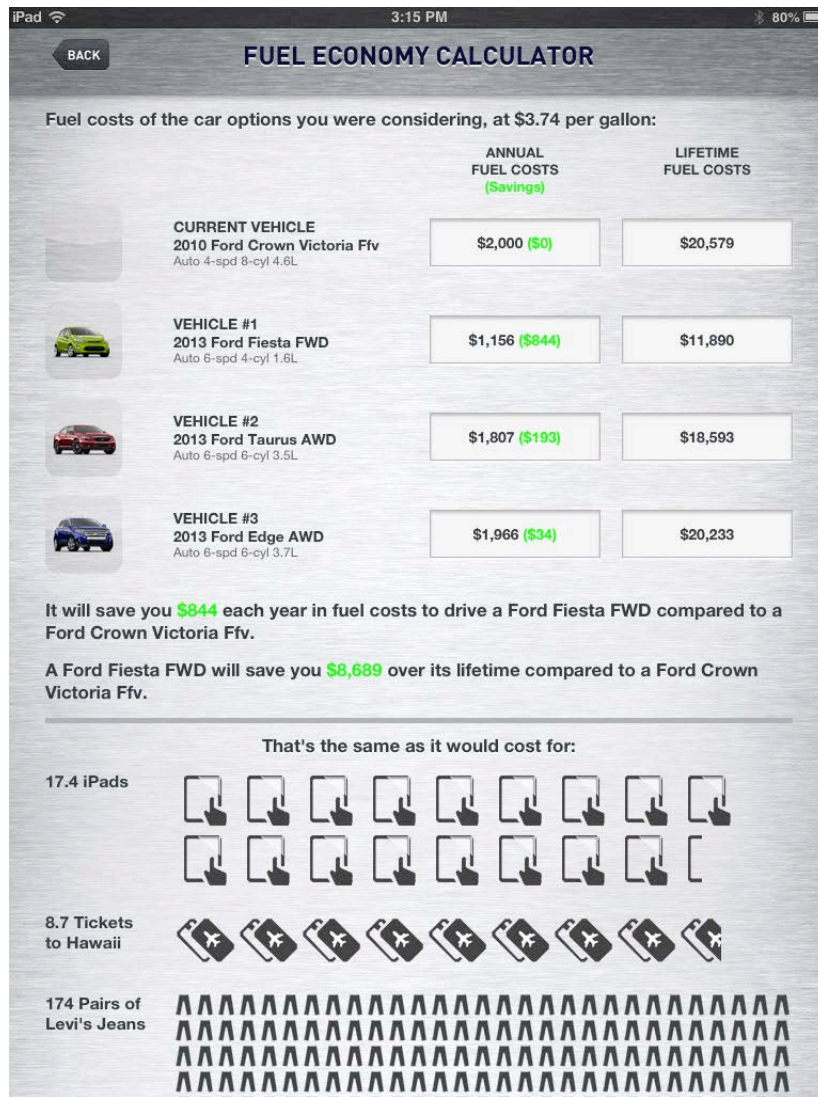 iPad 3:15 PM 80%
BACK
FUEL ECONOMY CALCULATOR
Fuel costs of the car options you were considering, at $3.74 per gallon:
ANNUAL
FUEL COSTS
(Savings)
LIFETIME
FUEL COSTS
CURRENT VEHICLE
2010 Ford Crown Victoria Ffv
Auto 4-spd 8-cyl 4.6L
$2,000 ($0)
$20,579
VEHICLE #1
2013 Ford Fiesta FWD
Auto 6-spd 4-cyl 1.6L
$1,156 ($844)
$11,890
VEHICLE #2
2013 Ford Taurus AWD
Auto 6-spd 6-cyl 3.5L
$1,807 ($193)
$18,593
VEHICLE #3
2013 Ford Edge AWD
Auto 6-spd 6-cyl 3.7L
$1,966 ($34)
$20,233
It will save you $844 each year in fuel costs to drive a Ford Fiesta FWD compared to a
Ford Crown Victoria Ffv.
A Ford Fiesta FWD will save you $8,689 over its lifetime compared to a Ford Crown
Victoria Ffv.
That's the same as it would cost for:
17.4 iPads
8.7 Tickets
to Hawaii
174 Pairs of
Levi's Jeans